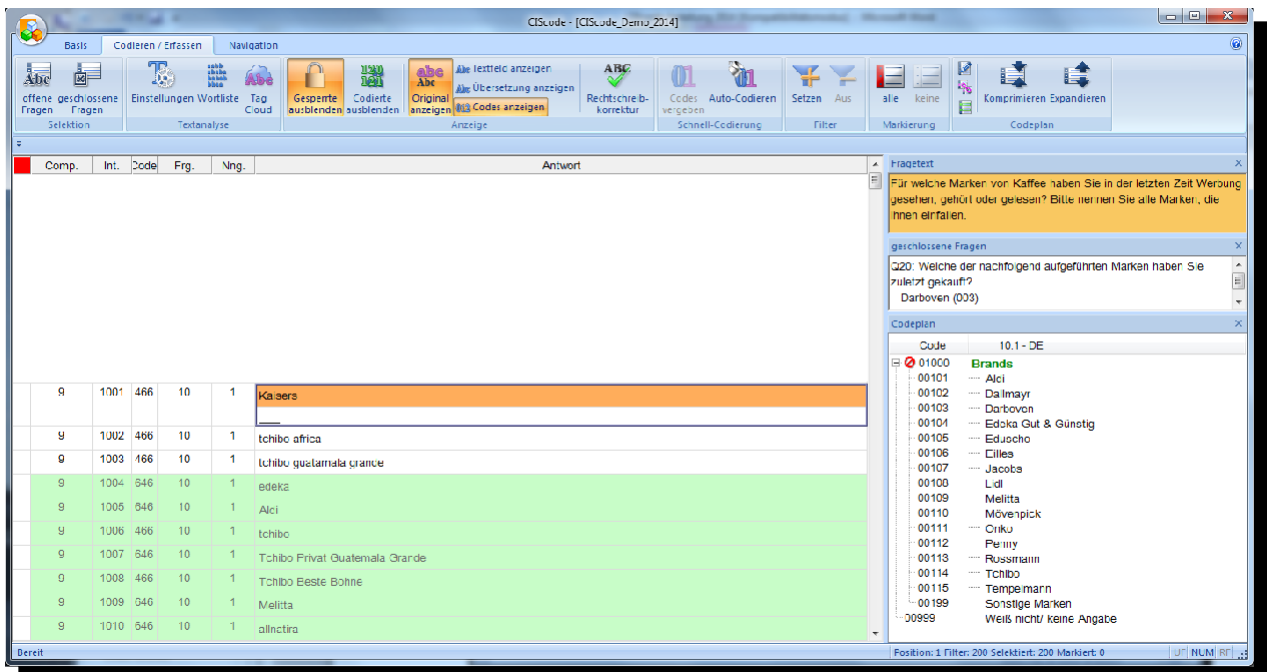 CIScode - [CIScode_Demo_2014]
Basis Codieren / Erfassen Navigation
offene Fragen
geschlossene Fragen
Selektion
Einstellungen Wortliste Tag Cloud
Textanalyse
Gesperrte ausblenden
Codierte ausblenden
Original anzeigen
Abc Textfeld anzeigen
Abc Übersetzung anzeigen
Codes anzeigen
Rechtschreib-korrektur
Anzeige
Codes vergeben
Auto-Codieren
Schnell-Codierung
Setzen Aus
Filter
alle keine
Markierung
Komprimieren Expandieren
Codeplan
Comp. Int. Code Frg. Nng. Antwort
9 1001 466 10 1 Kaisers
9 1002 466 10 1 tchibo africa
9 1003 466 10 1 tchibo guatamala grande
9 1004 646 10 1 edeka
9 1005 646 10 1 Aldi
9 1006 466 10 1 tchibo
9 1007 646 10 1 Tchibo Privat Guatemala Grande
9 1008 466 10 1 Tchibo Beste Bohne
9 1009 646 10 1 Melitta
9 1010 646 10 1
Fragetext
Für welche Marken von Kaffee haben Sie in der letzten Zeit Werbung
gesehen, gehört oder gelesen? Bitte nennen Sie alle Marken, die
Ihnen einfallen.
geschlossene Fragen
Q20: Welche der nachfolgend aufgeführten Marken haben Sie
zuletzt gekauft?
Darboven (003)
Codeplan
Code 10.1 - DE
01000 Brands
00101 Aldi
00102 Dallmayr
00103 Darboven
00104 Edeka Gut & Günstig
00105 Eduscho
00106 Eilles
00107 Jacobs
00108 Lidl
00109 Melitta
00110 Mövenpick
00111 Onko
00112 Penny
00113 Rossmann
00114 Tchibo
00115 Tengelmann
00199 Sonstige Marken
00999 Weiß nicht/ keine Angabe
Bereit
Position: 1 Filter: 200 Selektiert: 200 Markiert: 0
UF NUM RF